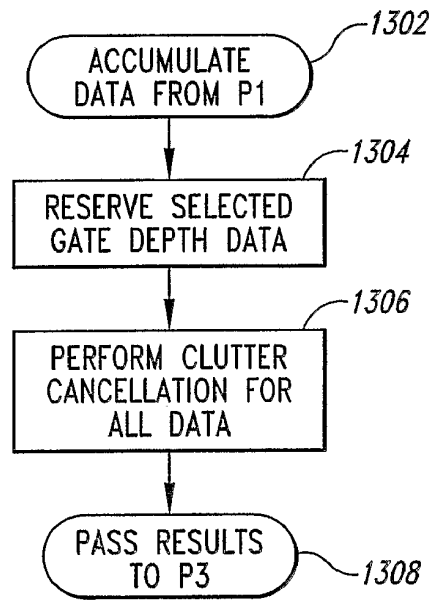 1302
ACCUMULATE
DATA FROM P1
1304
RESERVE SELECTED
GATE DEPTH DATA
1306
PERFORM CLUTTER
CANCELLATION FOR
ALL DATA
PASS RESULTS
TO P3
1308